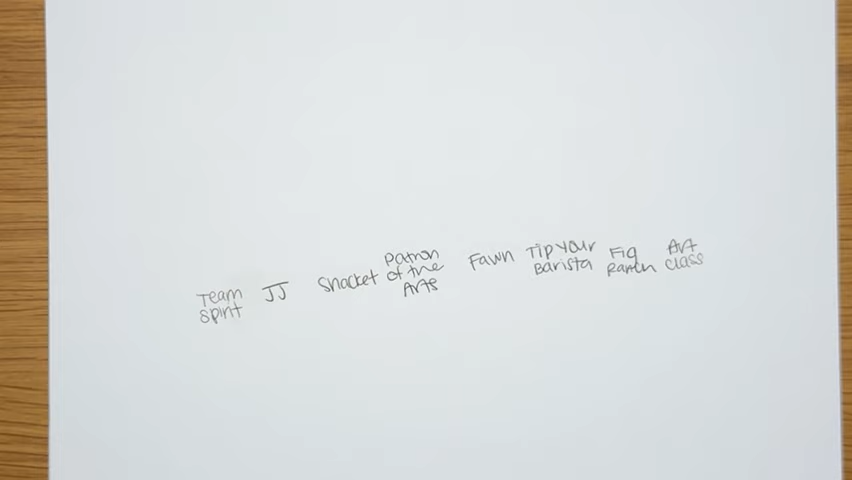 Team
Spirit
JJ
Snacket
Patron
of the
Arts
Fawn
Tip your
Barista
Fig
Ranch
Art
class